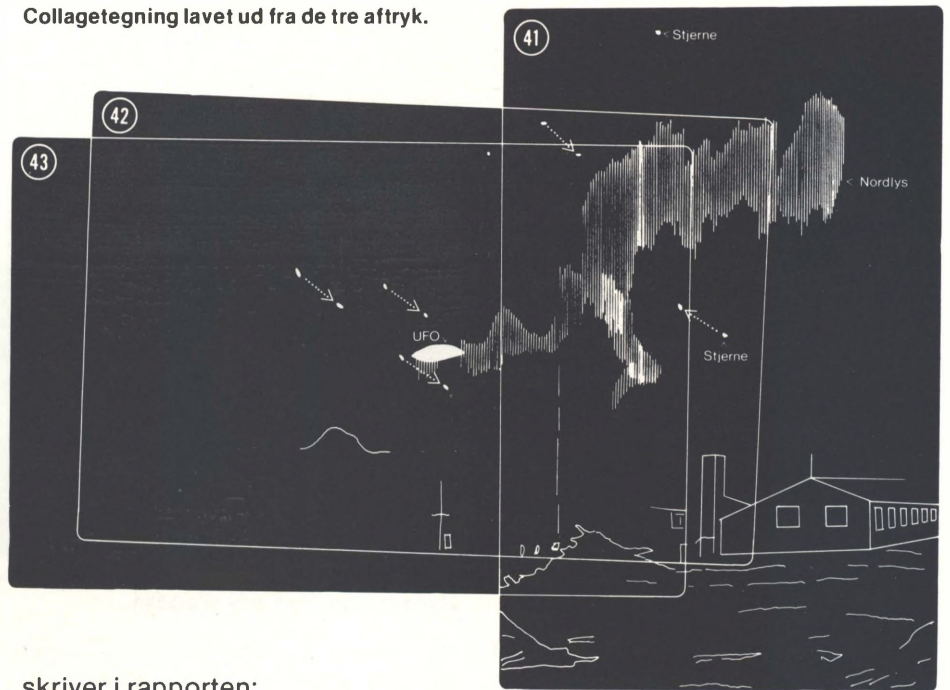 Collagetegning lavet ud fra de tre aftryk.
41
< Stjerne
42
43
< Nordlys
UFO
Stjerne
skriver i rapporten: